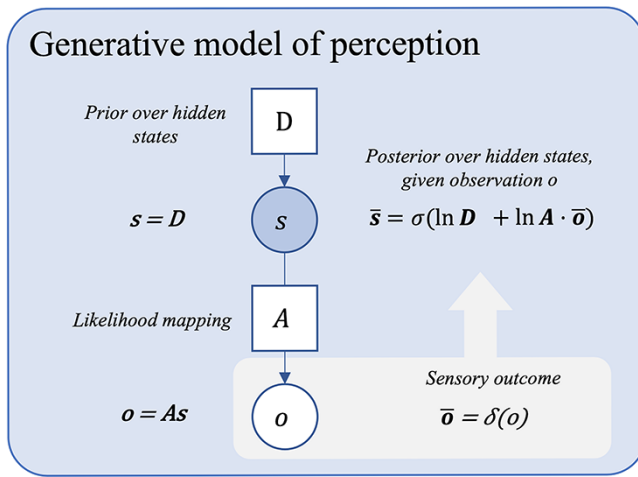 Generative model of perception
Prior over hidden
states
D
Posterior over hidden states,
given observation o
s = D
s
s̅ = σ(ln D + ln A · o̅)
Likelihood mapping
A
Sensory outcome
o = As
o
o̅ = δ(o)